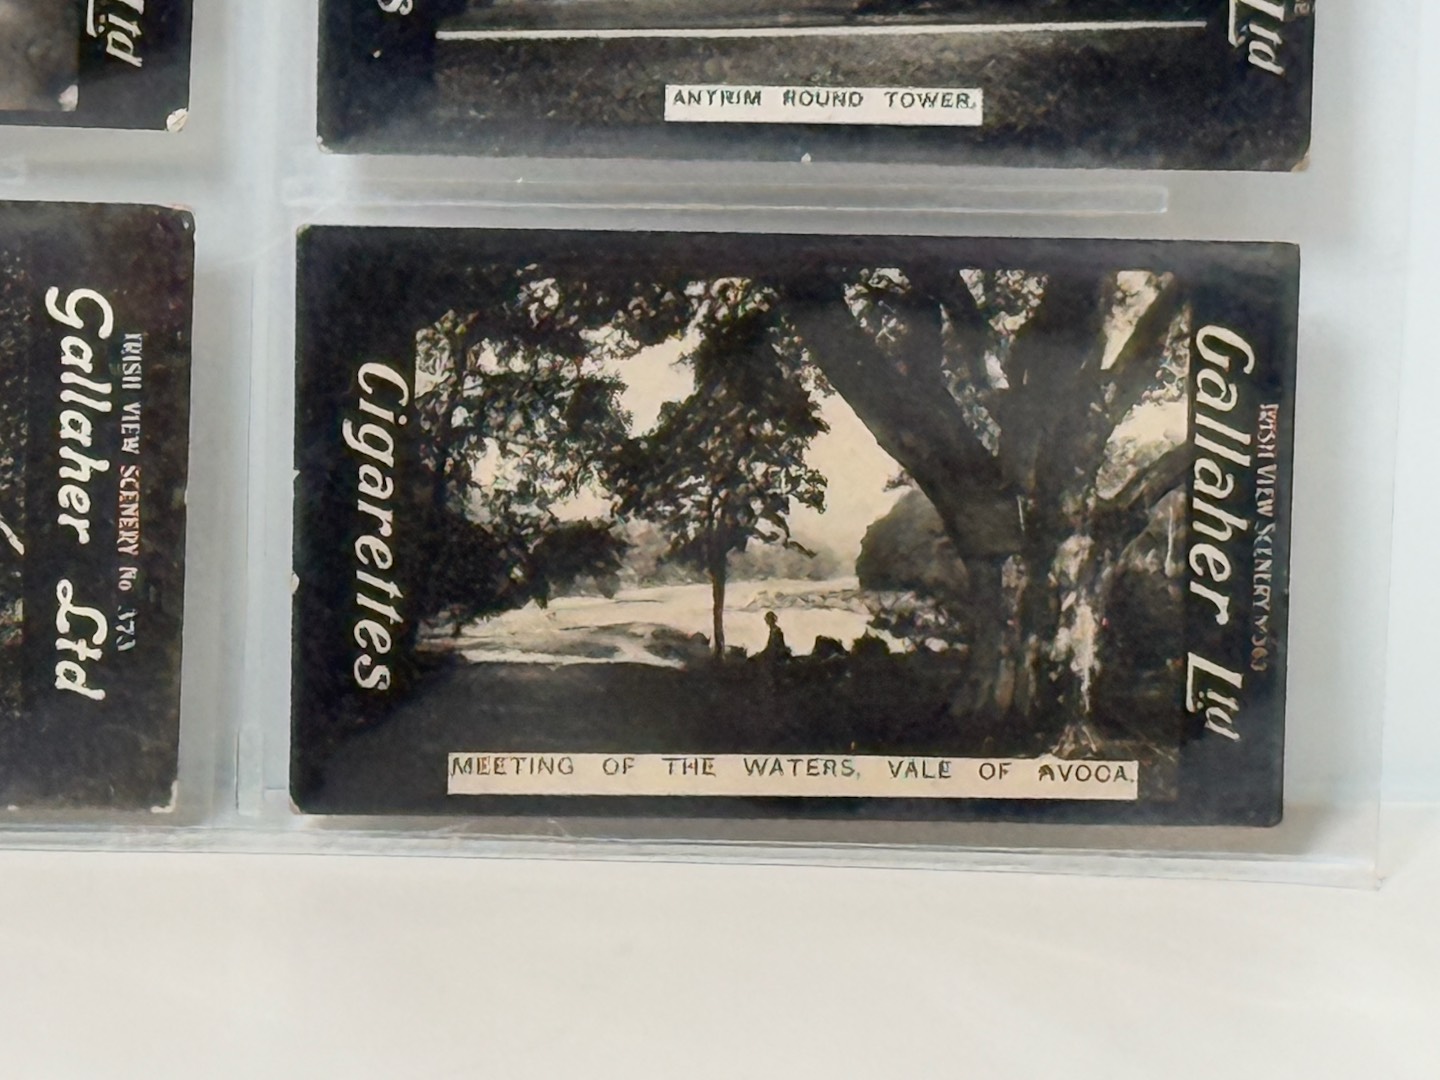 Ltd
Ltd
ANTRIM ROUND TOWER.
IRISH VIEW SCENERY No
Gallaher Ltd
Cigarettes
Gallaher Ltd
IRISH VIEW SCENERY
MEETING OF THE WATERS, VALE OF AVOCA.